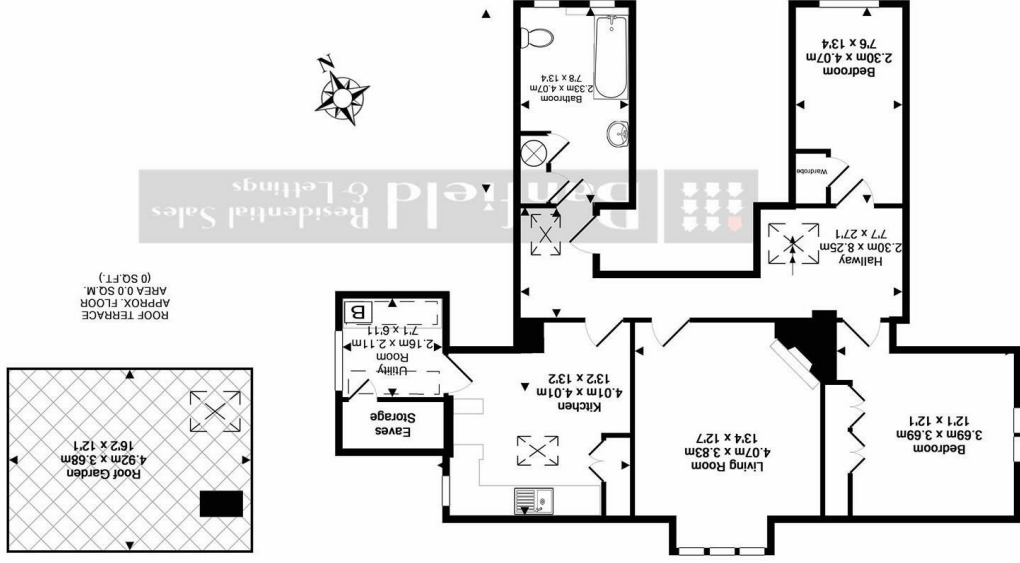 Bedroom
3.69m x 3.69m
12'1 x 12'1
Living Room
4.07m x 3.83m
13'4 x 12'7
Kitchen
4.01m x 4.01m
13'2 x 13'2
Eaves
Storage
Utility
Room
2.16m x 2.11m
7'1 x 6'11
B
Roof Garden
4.92m x 3.68m
16'2 x 12'1
ROOF TERRACE
APPROX. FLOOR
AREA 0.0 SQ.M.
(0 SQ.FT.)
Hallway
2.30m x 8.25m
7'7 x 27'1
Wardrobe
Residential Sales
& Lettings
Bedroom
2.30m x 4.07m
7'6 x 13'4
Bathroom
2.33m x 4.07m
7'8 x 13'4
N